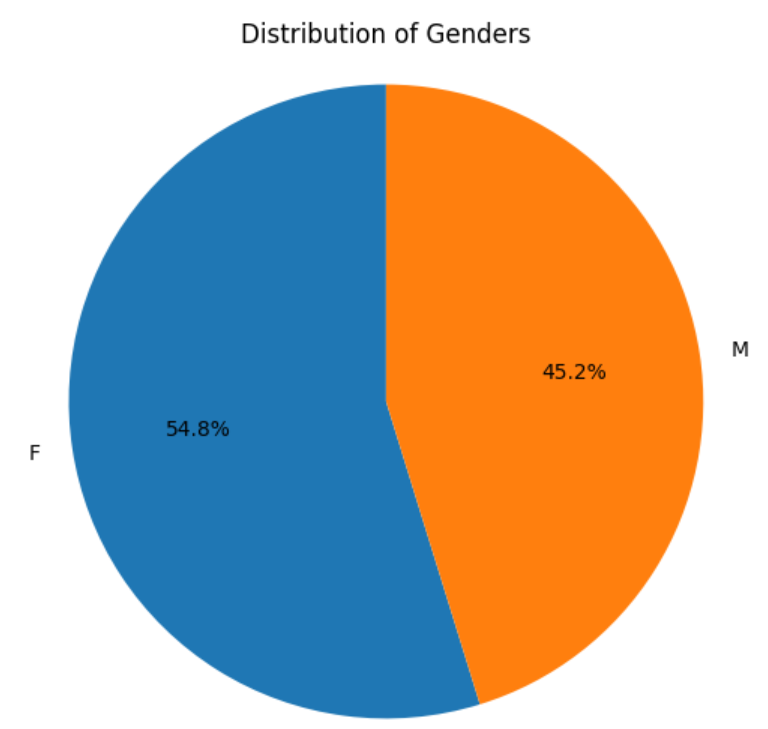 Distribution of Genders
M
45.2%
54.8%
F